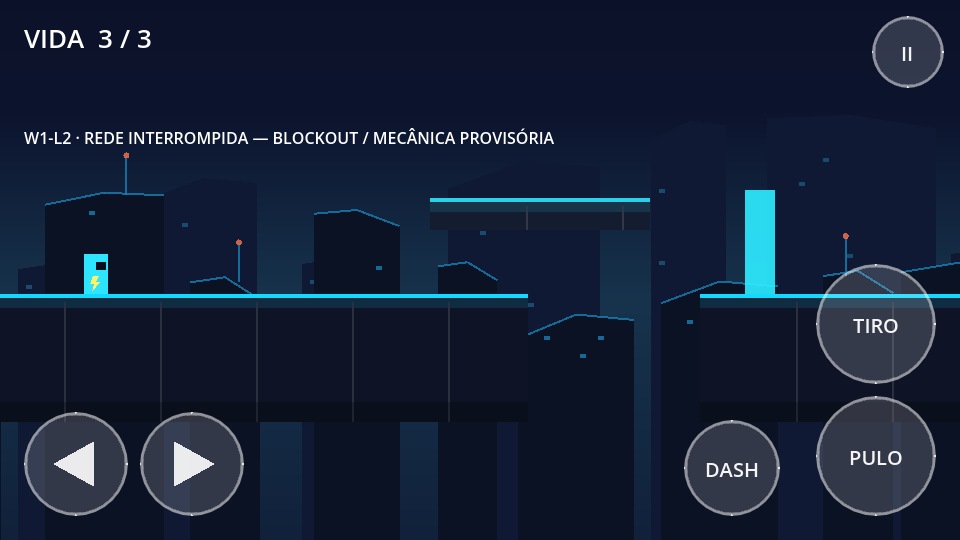 VIDA 3 / 3
II
W1-L2 · REDE INTERROMPIDA — BLOCKOUT / MECÂNICA PROVISÓRIA
TIRO
PULO
DASH